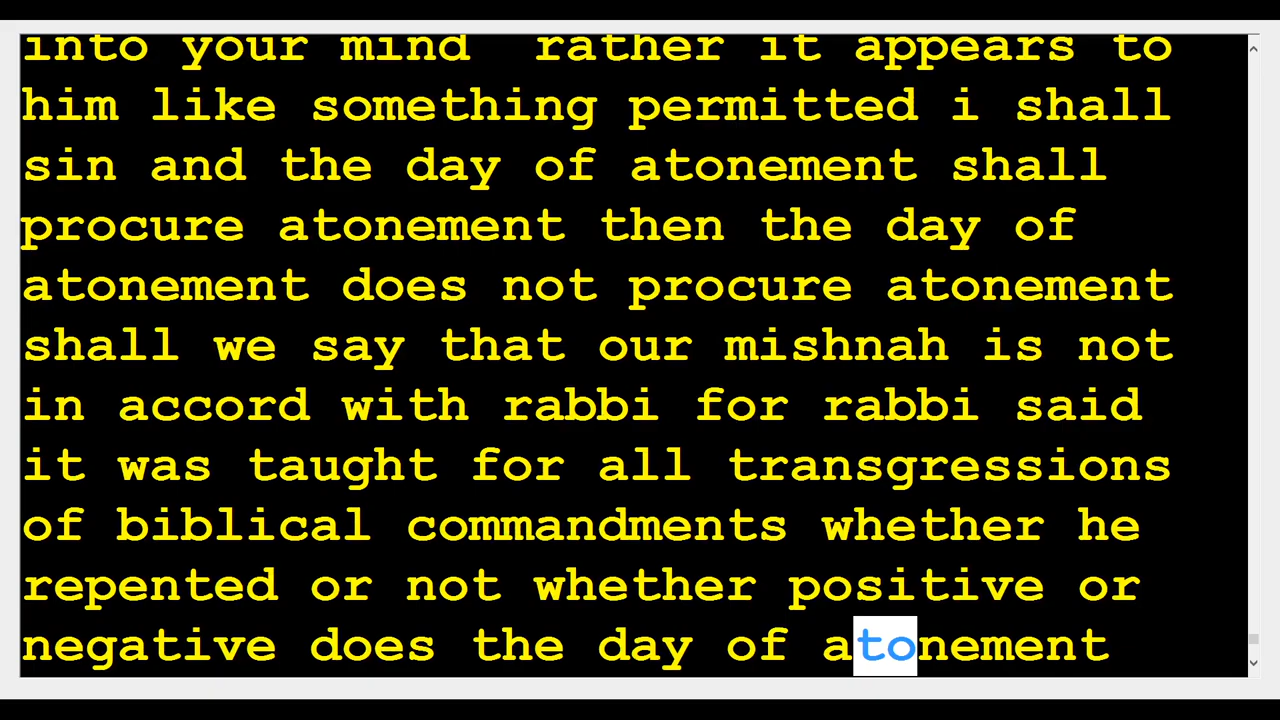 into your mind  rather it appears to
him like something permitted i shall
sin and the day of atonement shall
procure atonement then the day of
atonement does not procure atonement
shall we say that our mishnah is not
in accord with rabbi for rabbi said
it was taught for all transgressions
of biblical commandments whether he
repented or not whether positive or
negative does the day of atonement